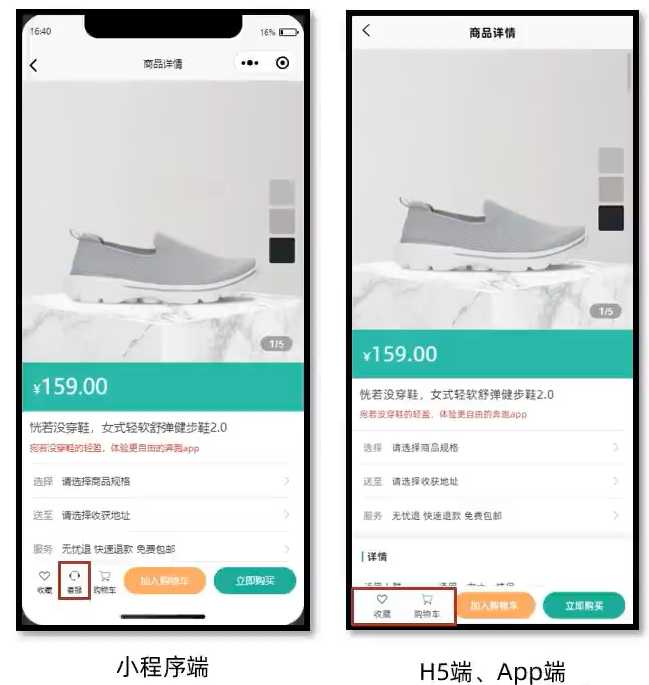 16:40
16%
商品详情
1/5
¥159.00
恍若没穿鞋，女式轻软舒弹健步鞋2.0
宛若没穿鞋的轻盈，体验更自由的奔跑app
选择 请选择商品规格
送至 请选择收获地址
服务 无忧退 快速退款 免费包邮
收藏
客服
购物车
加入购物车
立即购买
小程序端
商品详情
1/5
¥159.00
恍若没穿鞋，女式轻软舒弹健步鞋2.0
宛若没穿鞋的轻盈，体验更自由的奔跑app
选择 请选择商品规格
送至 请选择收获地址
服务 无忧退 快速退款 免费包邮
详情
收藏
购物车
加入购物车
立即购买
H5端、App端